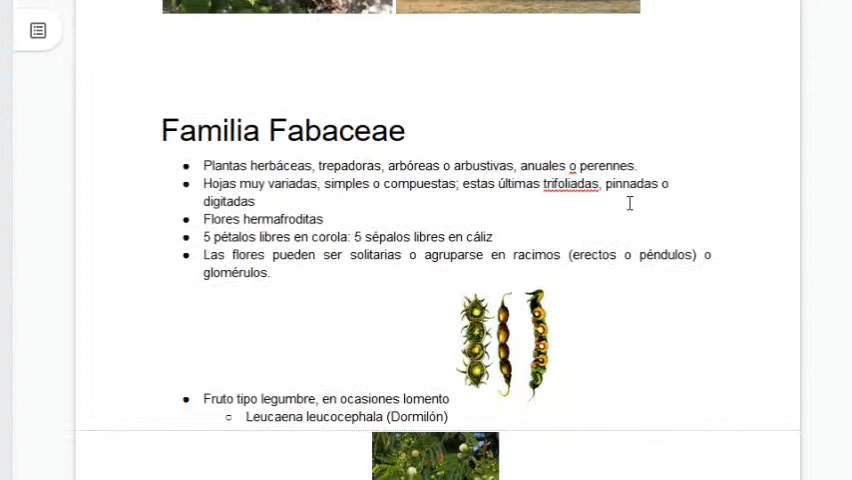 Familia Fabaceae
● Plantas herbáceas, trepadoras, arbóreas o arbustivas, anuales o perennes.
● Hojas muy variadas, simples o compuestas; estas últimas trifoliadas, pinnadas o
digitadas
● Flores hermafroditas
● 5 pétalos libres en corola: 5 sépalos libres en cáliz
● Las flores pueden ser solitarias o agruparse en racimos (erectos o péndulos) o
glomérulos.
● Fruto tipo legumbre, en ocasiones lomento
○ Leucaena leucocephala (Dormilón)